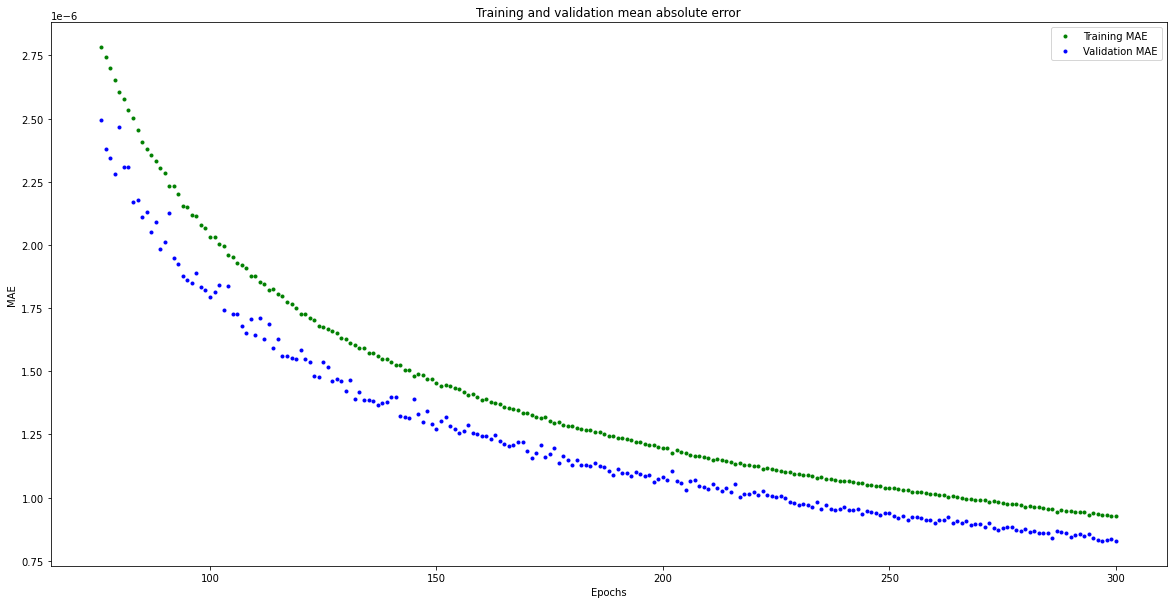 Training and validation mean absolute error
1e−6
Training MAE
Validation MAE
2.75
2.50
2.25
2.00
1.75
1.50
1.25
1.00
0.75
MAE
100
150
200
250
300
Epochs